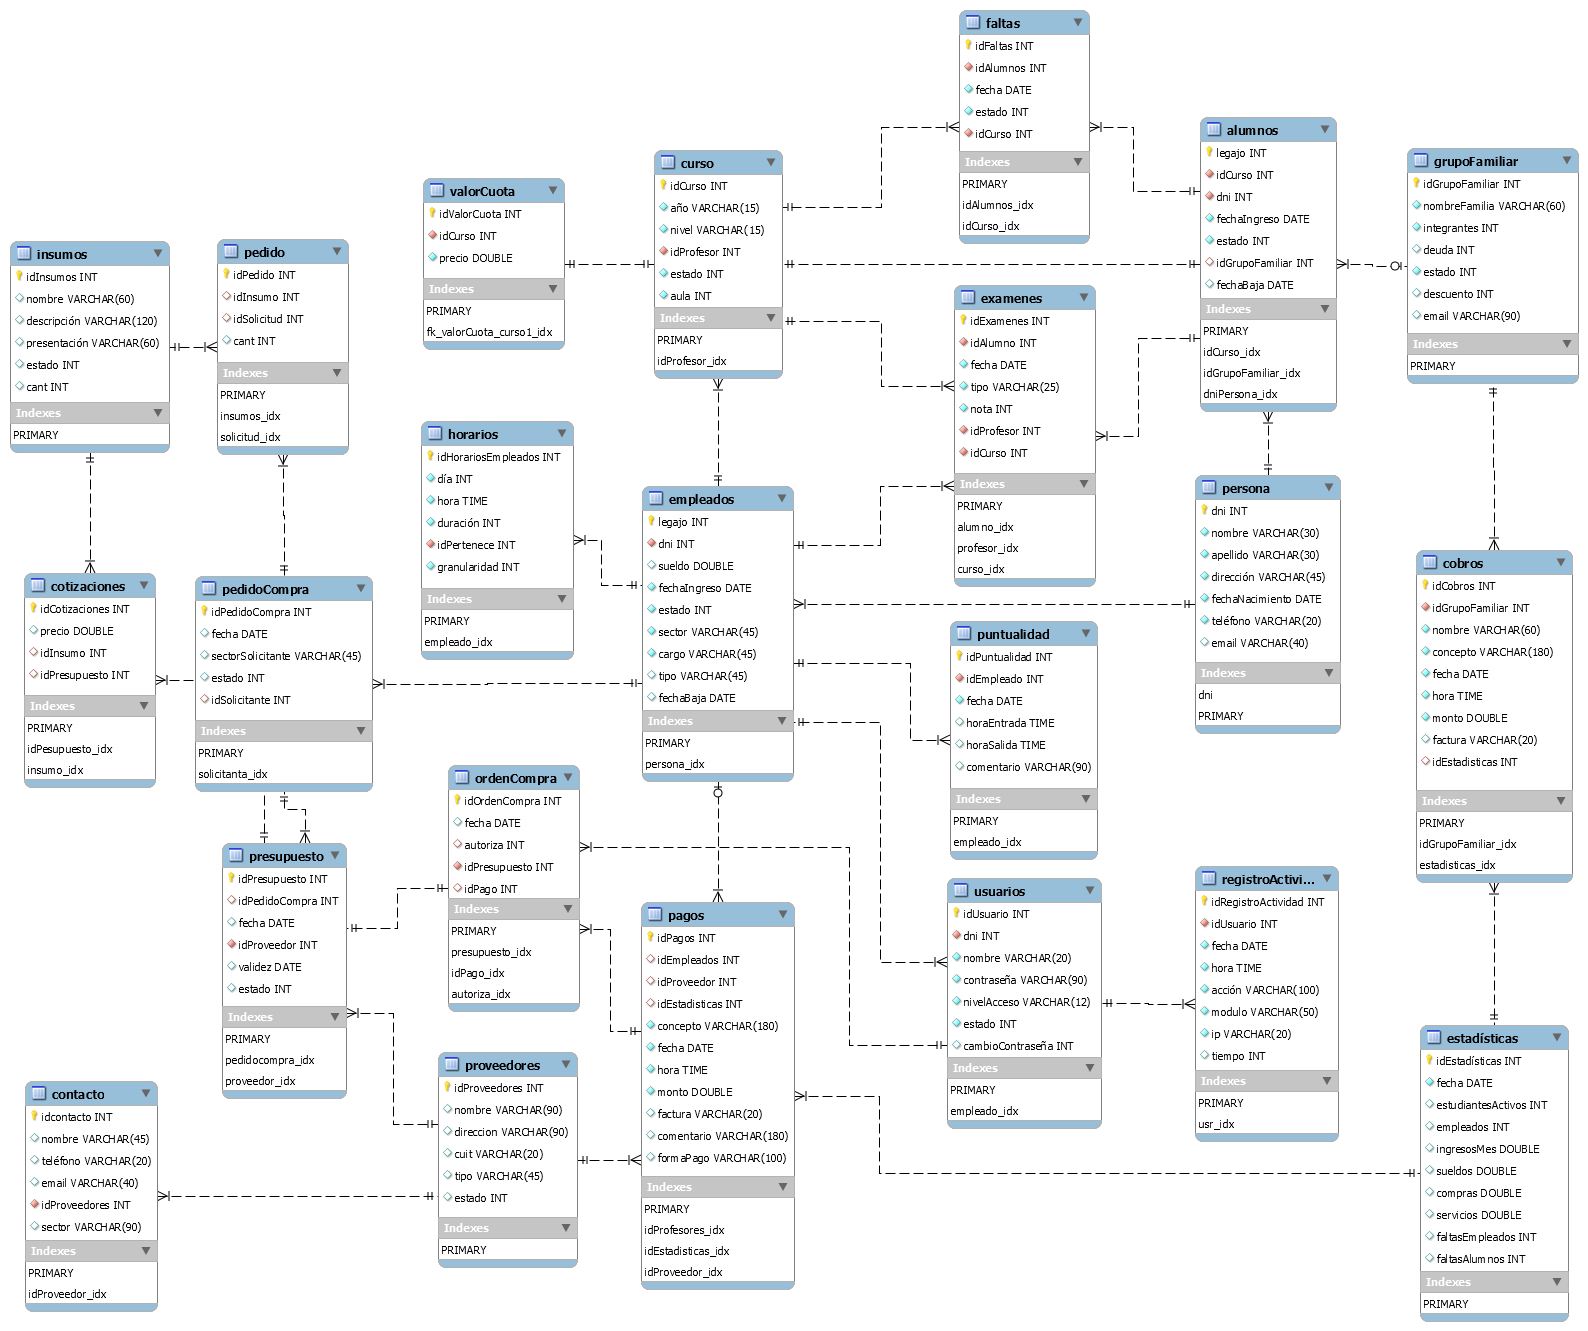 faltas
idFaltas INT
idAlumnos INT
fecha DATE
estado INT
idCurso INT
Indexes
PRIMARY
idAlumnos_idx
idCurso_idx
alumnos
legajo INT
idCurso INT
dni INT
fechaIngreso DATE
estado INT
idGrupoFamiliar INT
fechaBaja DATE
Indexes
PRIMARY
idCurso_idx
idGrupoFamiliar_idx
dniPersona_idx
grupoFamiliar
idGrupoFamiliar INT
nombreFamilia VARCHAR(60)
integrantes INT
deuda INT
estado INT
descuento INT
email VARCHAR(90)
Indexes
PRIMARY
curso
idCurso INT
año VARCHAR(15)
nivel VARCHAR(15)
idProfesor INT
estado INT
aula INT
Indexes
PRIMARY
idProfesor_idx
valorCuota
idValorCuota INT
idCurso INT
precio DOUBLE
Indexes
PRIMARY
fk_valorCuota_curso1_idx
insumos
idInsumos INT
nombre VARCHAR(60)
descripción VARCHAR(120)
presentación VARCHAR(60)
estado INT
cant INT
Indexes
PRIMARY
pedido
idPedido INT
idInsumo INT
idSolicitud INT
cant INT
Indexes
PRIMARY
insumos_idx
solicitud_idx
examenes
idExamenes INT
idAlumno INT
fecha DATE
tipo VARCHAR(25)
nota INT
idProfesor INT
idCurso INT
Indexes
PRIMARY
alumno_idx
profesor_idx
curso_idx
horarios
idHorariosEmpleados INT
día INT
hora TIME
duración INT
idPertenece INT
granularidad INT
Indexes
PRIMARY
empleado_idx
empleados
legajo INT
dni INT
sueldo DOUBLE
fechaIngreso DATE
estado INT
sector VARCHAR(45)
cargo VARCHAR(45)
tipo VARCHAR(45)
fechaBaja DATE
Indexes
PRIMARY
persona_idx
persona
dni INT
nombre VARCHAR(30)
apellido VARCHAR(30)
dirección VARCHAR(45)
fechaNacimiento DATE
teléfono VARCHAR(20)
email VARCHAR(40)
Indexes
dni
PRIMARY
cobros
idCobros INT
idGrupoFamiliar INT
nombre VARCHAR(60)
concepto VARCHAR(180)
fecha DATE
hora TIME
monto DOUBLE
factura VARCHAR(20)
idEstadisticas INT
Indexes
PRIMARY
idGrupoFamiliar_idx
estadisticas_idx
cotizaciones
idCotizaciones INT
precio DOUBLE
idInsumo INT
idPresupuesto INT
Indexes
PRIMARY
idPesupuesto_idx
insumo_idx
pedidoCompra
idPedidoCompra INT
fecha DATE
sectorSolicitante VARCHAR(45)
estado INT
idSolicitante INT
Indexes
PRIMARY
solicitanta_idx
puntualidad
idPuntualidad INT
idEmpleado INT
fecha DATE
horaEntrada TIME
horaSalida TIME
comentario VARCHAR(90)
Indexes
PRIMARY
empleado_idx
ordenCompra
idOrdenCompra INT
fecha DATE
autoriza INT
idPresupuesto INT
idPago INT
Indexes
PRIMARY
presupuesto_idx
idPago_idx
autoriza_idx
presupuesto
idPresupuesto INT
idPedidoCompra INT
fecha DATE
idProveedor INT
validez DATE
estado INT
Indexes
PRIMARY
pedidocompra_idx
proveedor_idx
pagos
idPagos INT
idEmpleados INT
idProveedor INT
idEstadisticas INT
concepto VARCHAR(180)
fecha DATE
hora TIME
monto DOUBLE
factura VARCHAR(20)
comentario VARCHAR(180)
formaPago VARCHAR(100)
Indexes
PRIMARY
idProfesores_idx
idEstadisticas_idx
idProveedor_idx
usuarios
idUsuario INT
dni INT
nombre VARCHAR(20)
contraseña VARCHAR(90)
nivelAcceso VARCHAR(12)
estado INT
cambioContraseña INT
Indexes
PRIMARY
empleado_idx
registroActivi...
idRegistroActividad INT
idUsuario INT
fecha DATE
hora TIME
acción VARCHAR(100)
modulo VARCHAR(50)
ip VARCHAR(20)
tiempo INT
Indexes
PRIMARY
usr_idx
estadísticas
idEstadísticas INT
fecha DATE
estudiantesActivos INT
empleados INT
ingresosMes DOUBLE
sueldos DOUBLE
compras DOUBLE
servicios DOUBLE
faltasEmpleados INT
faltasAlumnos INT
Indexes
PRIMARY
contacto
idcontacto INT
nombre VARCHAR(45)
teléfono VARCHAR(20)
email VARCHAR(40)
idProveedores INT
sector VARCHAR(90)
Indexes
PRIMARY
idProveedor_idx
proveedores
idProveedores INT
nombre VARCHAR(90)
direccion VARCHAR(90)
cuit VARCHAR(20)
tipo VARCHAR(45)
estado INT
Indexes
PRIMARY